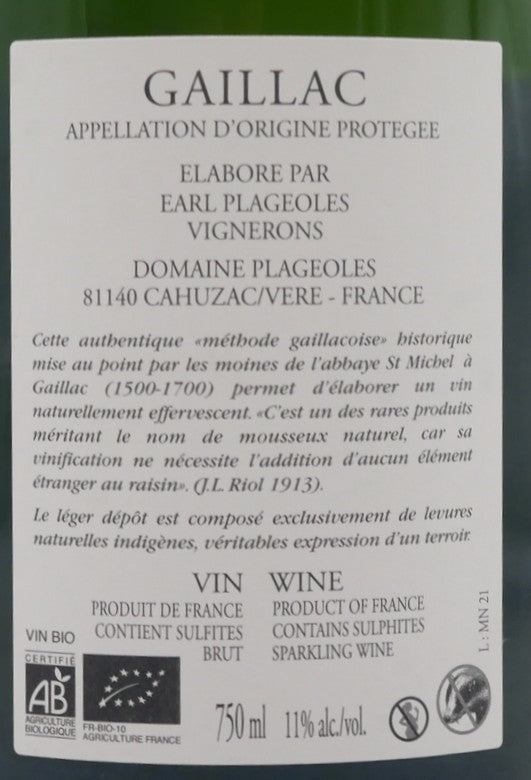 GAILLAC
APPELLATION D'ORIGINE PROTEGEE
ELABORE PAR
EARL PLAGEOLES
VIGNERONS
DOMAINE PLAGEOLES
81140 CAHUZAC/VERE - FRANCE
Cette authentique «méthode gaillacoise» historique
mise au point par les moines de l'abbaye St Michel à
Gaillac (1500-1700) permet d'élaborer un vin
naturellement effervescent. «C'est un des rares produits
méritant le nom de mousseux naturel, car sa
vinification ne nécessite l'addition d'aucun élément
étranger au raisin». (J.L. Riol 1913).
Le léger dépôt est composé exclusivement de levures
naturelles indigènes, véritables expression d'un terroir.
VIN WINE
PRODUIT DE FRANCE PRODUCT OF FRANCE
CONTIENT SULFITES CONTAINS SULPHITES
BRUT SPARKLING WINE
L : MN 21
VIN BIO
CERTIFIÉ
AB
AGRICULTURE
BIOLOGIQUE
FR-BIO-10
AGRICULTURE FRANCE
750 ml 11% alc./vol.